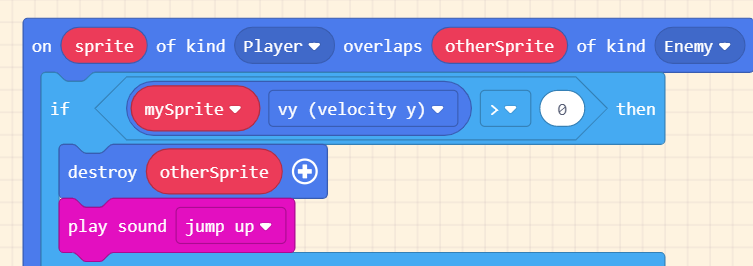 on sprite of kind Player overlaps otherSprite of kind Enemy
if mySprite vy (velocity y) > 0 then
destroy otherSprite
play sound jump up